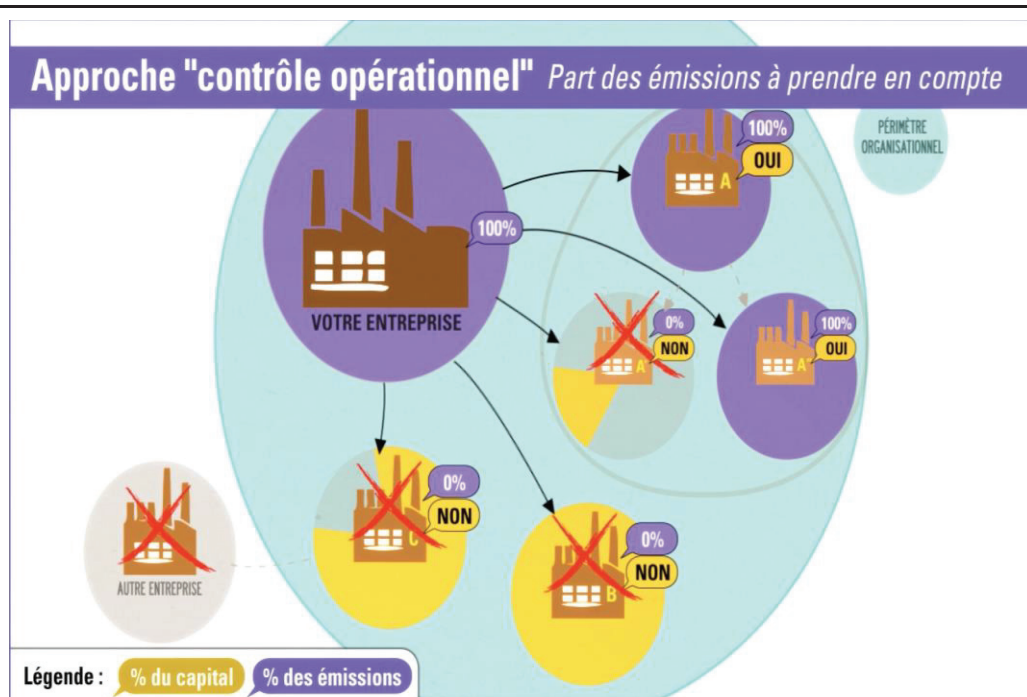 Approche "contrôle opérationnel" Part des émissions à prendre en compte
PÉRIMÈTRE
ORGANISATIONNEL
100%
OUI
A
100%
VOTRE ENTREPRISE
0%
NON
A'
100%
OUI
A"
0%
NON
C
0%
NON
B
AUTRE ENTREPRISE
Légende : % du capital % des émissions